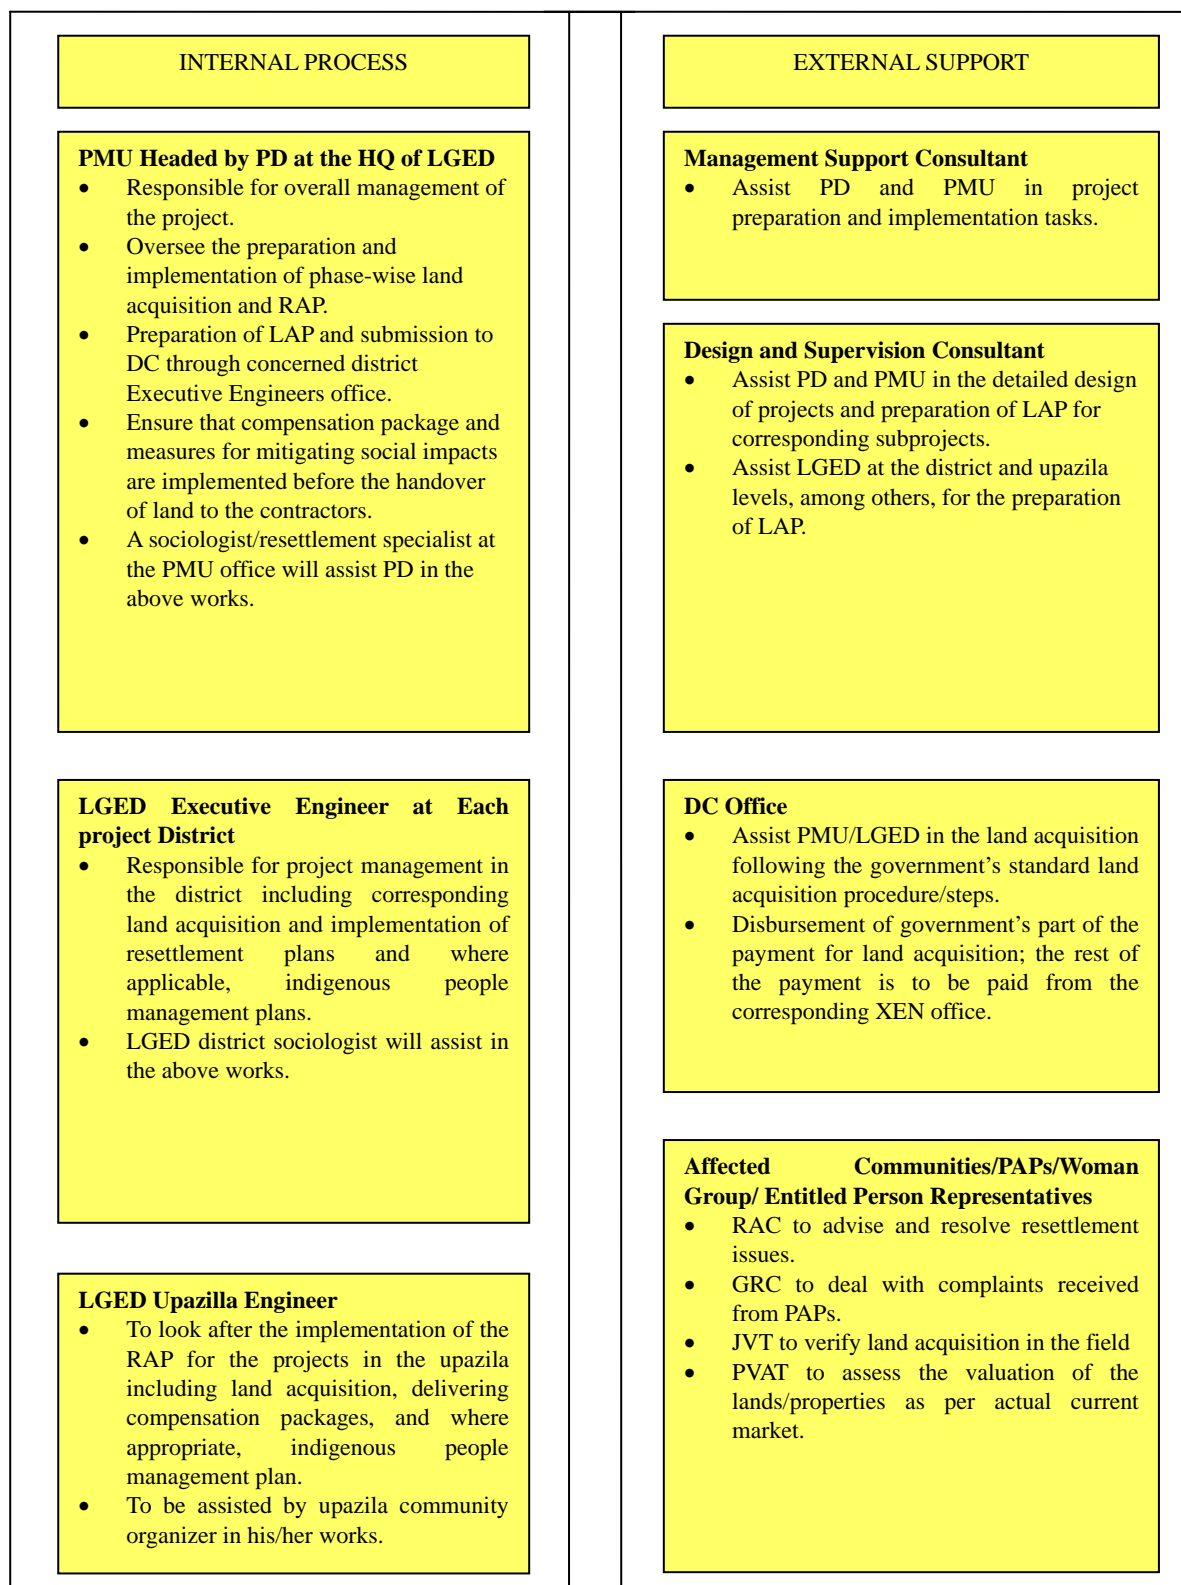 INTERNAL PROCESS
PMU Headed by PD at the HQ of LGED
• Responsible for overall management of
the project.
• Oversee the preparation and
implementation of phase-wise land
acquisition and RAP.
• Preparation of LAP and submission to
DC through concerned district
Executive Engineers office.
• Ensure that compensation package and
measures for mitigating social impacts
are implemented before the handover
of land to the contractors.
• A sociologist/resettlement specialist at
the PMU office will assist PD in the
above works.
LGED Executive Engineer at Each
project District
• Responsible for project management in
the district including corresponding
land acquisition and implementation of
resettlement plans and where
applicable, indigenous people
management plans.
• LGED district sociologist will assist in
the above works.
LGED Upazilla Engineer
• To look after the implementation of the
RAP for the projects in the upazila
including land acquisition, delivering
compensation packages, and where
appropriate, indigenous people
management plan.
• To be assisted by upazila community
organizer in his/her works.
EXTERNAL SUPPORT
Management Support Consultant
• Assist PD and PMU in project
preparation and implementation tasks.
Design and Supervision Consultant
• Assist PD and PMU in the detailed design
of projects and preparation of LAP for
corresponding subprojects.
• Assist LGED at the district and upazila
levels, among others, for the preparation
of LAP.
DC Office
• Assist PMU/LGED in the land acquisition
following the government’s standard land
acquisition procedure/steps.
• Disbursement of government’s part of the
payment for land acquisition; the rest of
the payment is to be paid from the
corresponding XEN office.
Affected Communities/PAPs/Woman
Group/ Entitled Person Representatives
• RAC to advise and resolve resettlement
issues.
• GRC to deal with complaints received
from PAPs.
• JVT to verify land acquisition in the field
• PVAT to assess the valuation of the
lands/properties as per actual current
market.